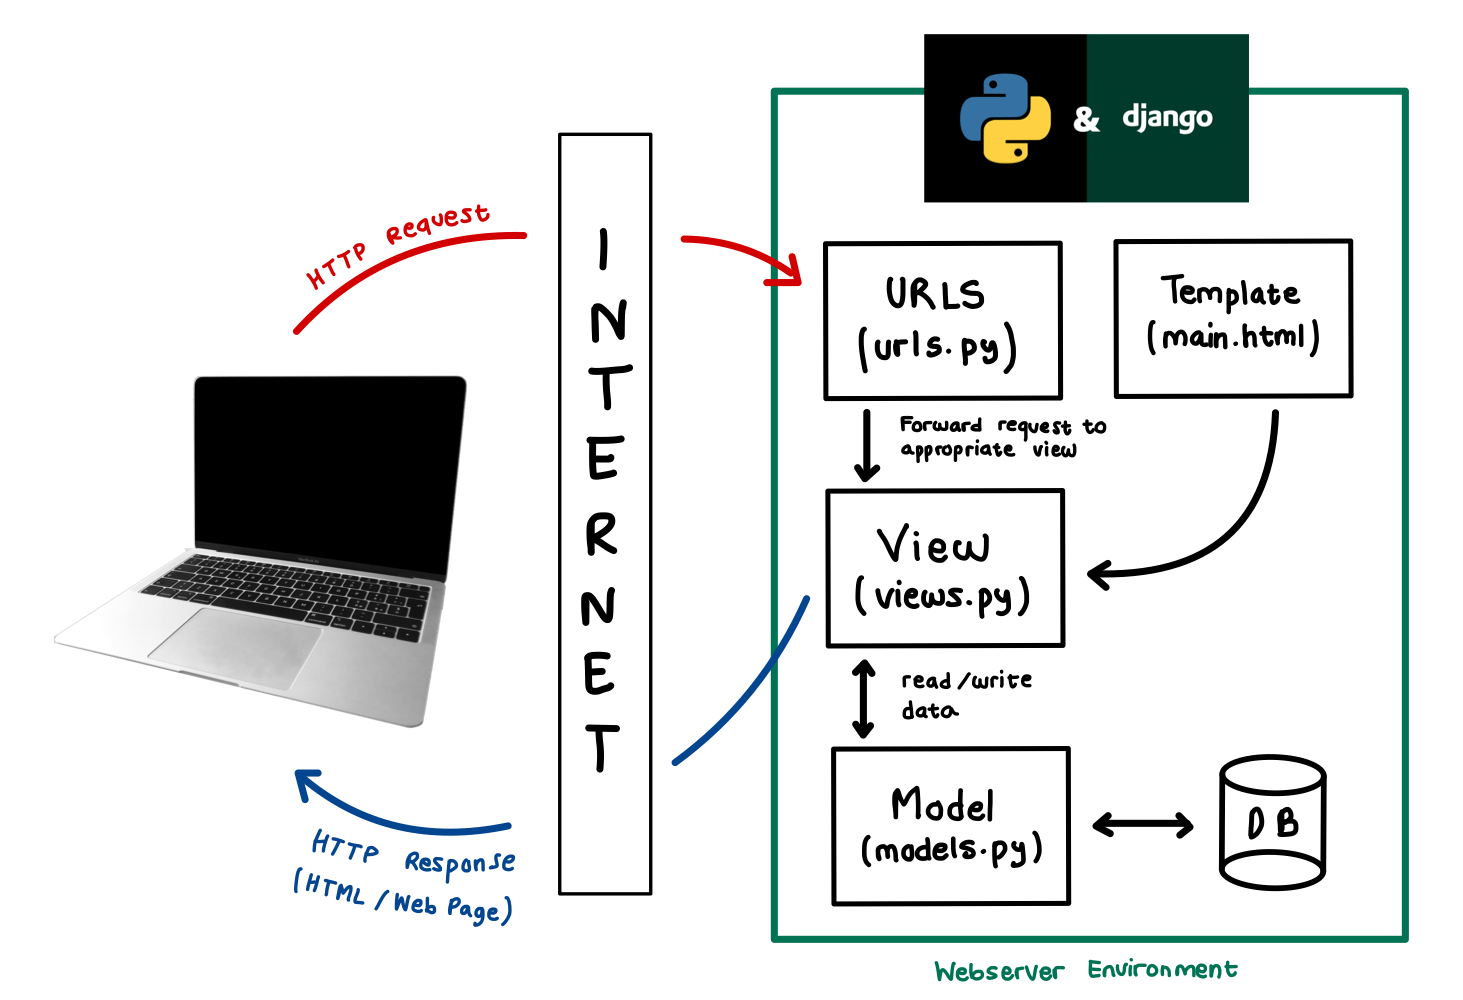 & django
HTTP Request
INTERNET
URLS
(urls.py)
Template
(main.html)
Forward request to
appropriate view
View
(views.py)
read/write
data
Model
(models.py)
DB
HTTP Response
(HTML/Web Page)
Webserver Environment